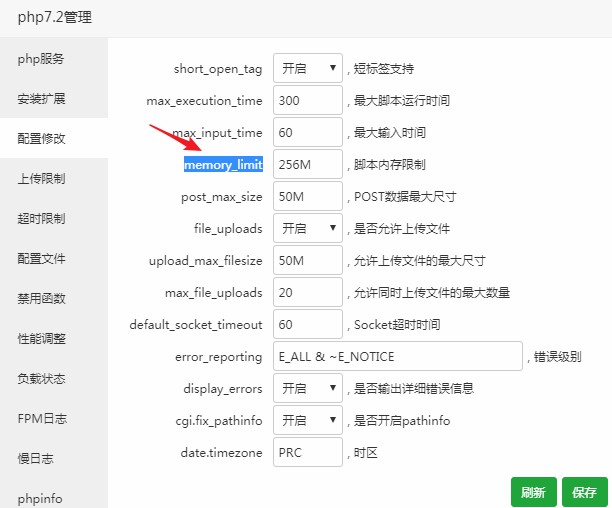 php7.2管理
php服务
安装扩展
配置修改
上传限制
超时限制
配置文件
禁用函数
性能调整
负载状态
FPM日志
慢日志
phpinfo
short_open_tag 开启 , 短标签支持
max_execution_time 300 , 最大脚本运行时间
max_input_time 60 , 最大输入时间
memory_limit 256M , 脚本内存限制
post_max_size 50M , POST数据最大尺寸
file_uploads 开启 , 是否允许上传文件
upload_max_filesize 50M , 允许上传文件的最大尺寸
max_file_uploads 20 , 允许同时上传文件的最大数量
default_socket_timeout 60 , Socket超时时间
error_reporting E_ALL & ~E_NOTICE , 错误级别
display_errors 开启 , 是否输出详细错误信息
cgi.fix_pathinfo 开启 , 是否开启pathinfo
date.timezone PRC , 时区
刷新 保存